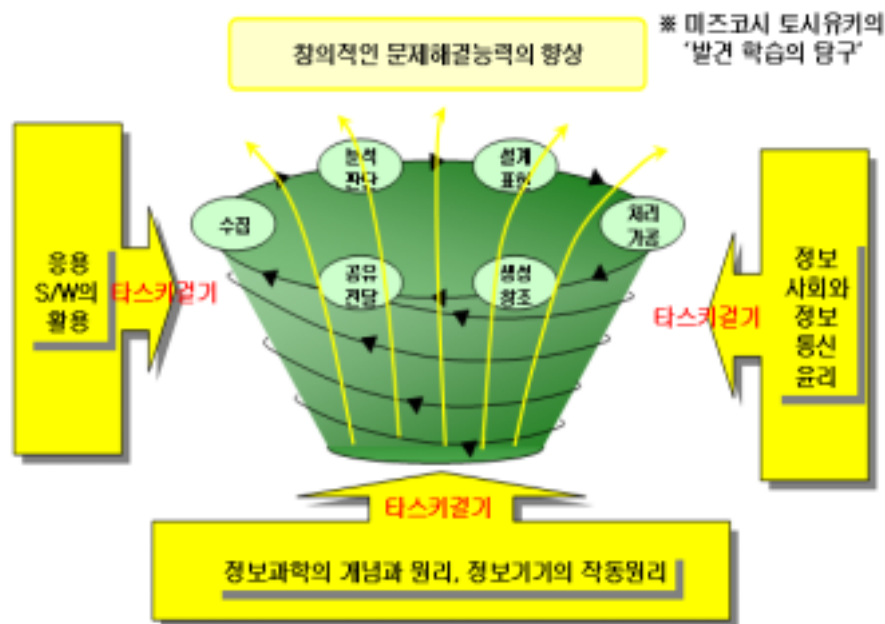 ※ 미즈코시 토시유키의
‘발견 학습의 탐구’
창의적인 문제해결능력의 향상
분석
판단
설계
표현
수집
처리
가공
공유
전달
생성
창조
응용
S/W의
활용
타스키걸기
타스키걸기
정보
사회와
정보
통신
윤리
타스키걸기
정보과학의 개념과 원리, 정보기기의 작동원리